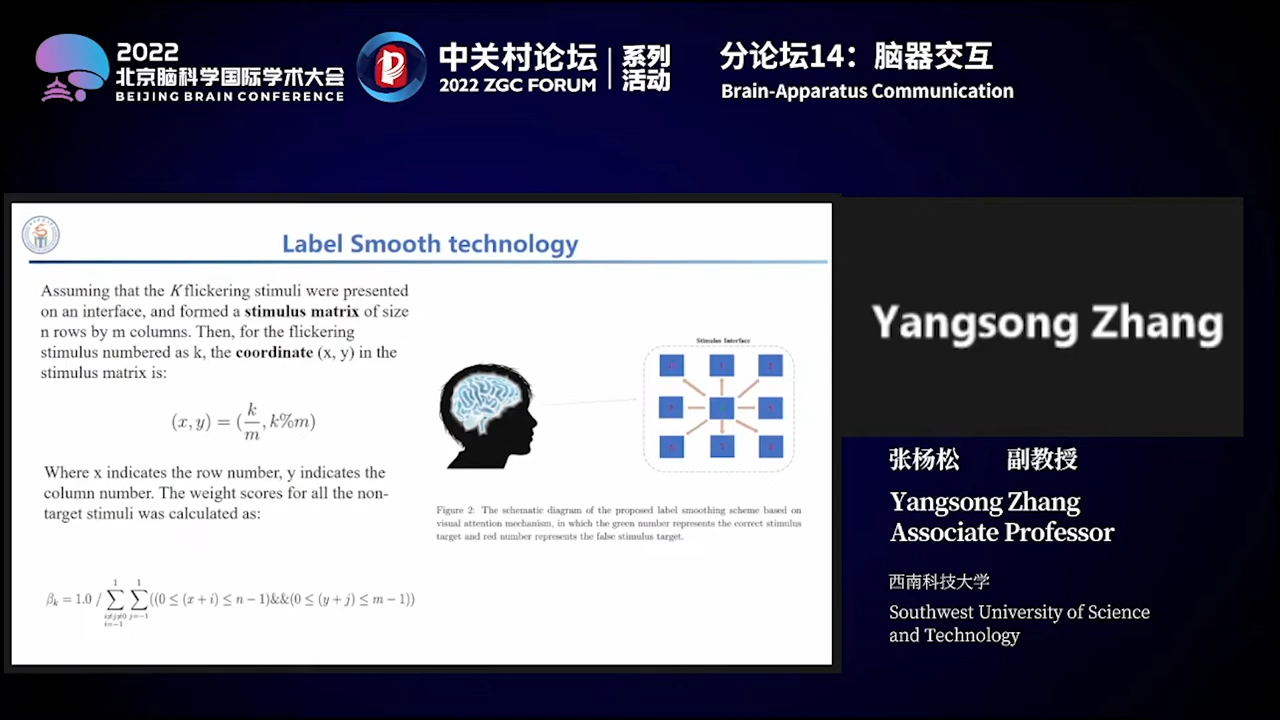 2022
北京脑科学国际学术大会
BEIJING BRAIN CONFERENCE
中关村论坛
2022 ZGC FORUM
系列
活动
分论坛14：脑器交互
Brain-Apparatus Communication
Label Smooth technology
Assuming that the K flickering stimuli were presented
on an interface, and formed a stimulus matrix of size
n rows by m columns. Then, for the flickering
stimulus numbered as k, the coordinate (x, y) in the
stimulus matrix is:
(x, y) = (k/m, k%m)
Where x indicates the row number, y indicates the
column number. The weight scores for all the non-
target stimuli was calculated as:
β_k = 1.0 / ∑_{i≠j≠0, i=-1}^{1} ∑_{j=-1}^{1} ((0 ≤ (x + i) ≤ n − 1)&&(0 ≤ (y + j) ≤ m − 1))
Stimulus Interface
Figure 2: The schematic diagram of the proposed label smoothing scheme based on
visual attention mechanism, in which the green number represents the correct stimulus
target and red number represents the false stimulus target.
Yangsong Zhang
张杨松 副教授
Yangsong Zhang
Associate Professor
西南科技大学
Southwest University of Science
and Technology